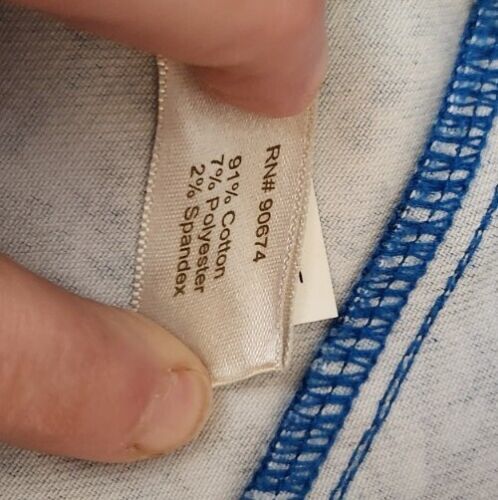 RN# 90674
91% Cotton
7% Polyester
2% Spandex